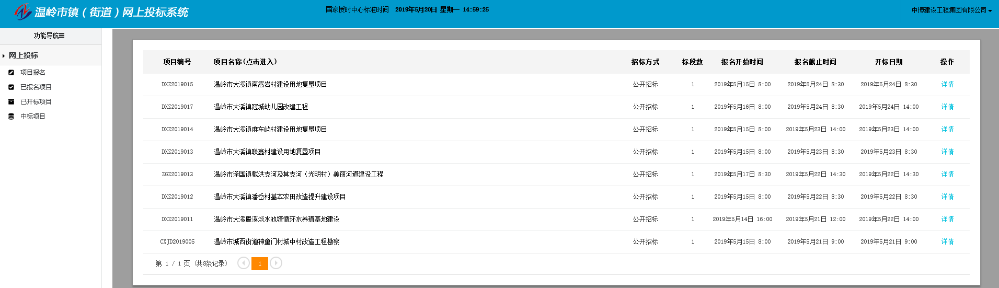 温岭市镇（街道）网上投标系统
国家授时中心标准时间 2019年5月20日 星期一 14:59:25
中博建设工程集团有限公司
功能导航
网上投标
项目报名
已报名项目
已开标项目
中标项目
项目编号 项目名称(点击进入) 招标方式 标段数 报名开始时间 报名截止时间 开标日期 操作
DXZ2019015 温岭市大溪镇南嵩岩村建设用地复垦项目 公开招标 1 2019年5月15日 8:00 2019年5月24日 8:30 2019年5月24日 8:30 详情
DXZ2019017 温岭市大溪镇冠城幼儿园改建工程 公开招标 1 2019年5月16日 8:00 2019年5月24日 8:30 2019年5月24日 14:00 详情
DXZ2019014 温岭市大溪镇麻车屿村建设用地复垦项目 公开招标 1 2019年5月15日 8:00 2019年5月23日 14:00 2019年5月23日 14:00 详情
DXZ2019013 温岭市大溪镇联鑫村建设用地复垦项目 公开招标 1 2019年5月15日 8:00 2019年5月23日 8:30 2019年5月23日 8:30 详情
ZGZ2019013 温岭市泽国镇戴洪支河及其支河（光明村）美丽河道建设工程 公开招标 1 2019年5月17日 8:30 2019年5月22日 14:30 2019年5月22日 14:30 详情
DXZ2019012 温岭市大溪镇潘岙村基本农田改造提升建设项目 公开招标 1 2019年5月15日 8:00 2019年5月22日 8:30 2019年5月22日 8:30 详情
DXZ2019011 温岭市大溪殿溪淡水池塘循环水养殖基地建设 公开招标 1 2019年5月14日 16:00 2019年5月21日 12:00 2019年5月22日 14:00 详情
CXJD2019005 温岭市城西街道神童门村城中村改造工程勘察 公开招标 1 2019年5月15日 8:00 2019年5月21日 9:00 2019年5月21日 9:00 详情
第 1 / 1 页 (共8条记录) 1